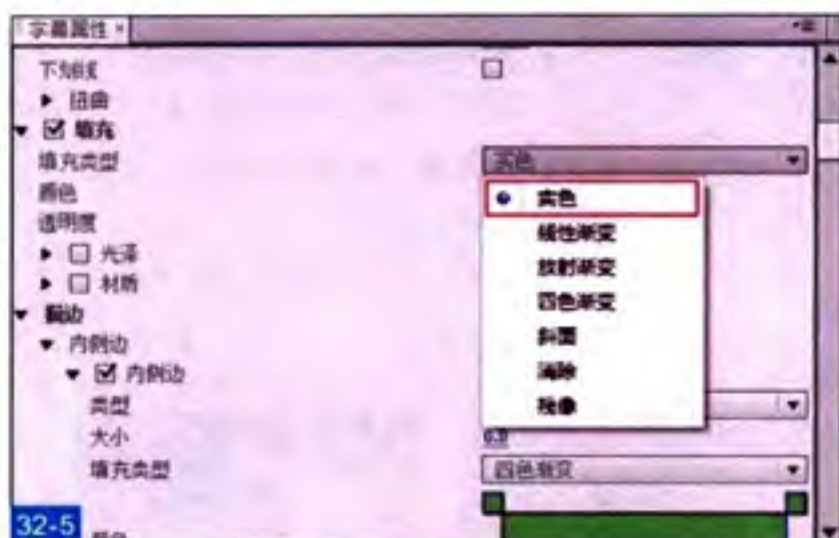 字幕属性 ×
下划线
扭曲
填充
填充类型 实色
颜色
透明度
光泽
材质
实色
线性渐变
放射渐变
四色渐变
斜面
消除
残像
描边
内侧边
内侧边
类型
大小 6.0
填充类型 四色渐变
32-5